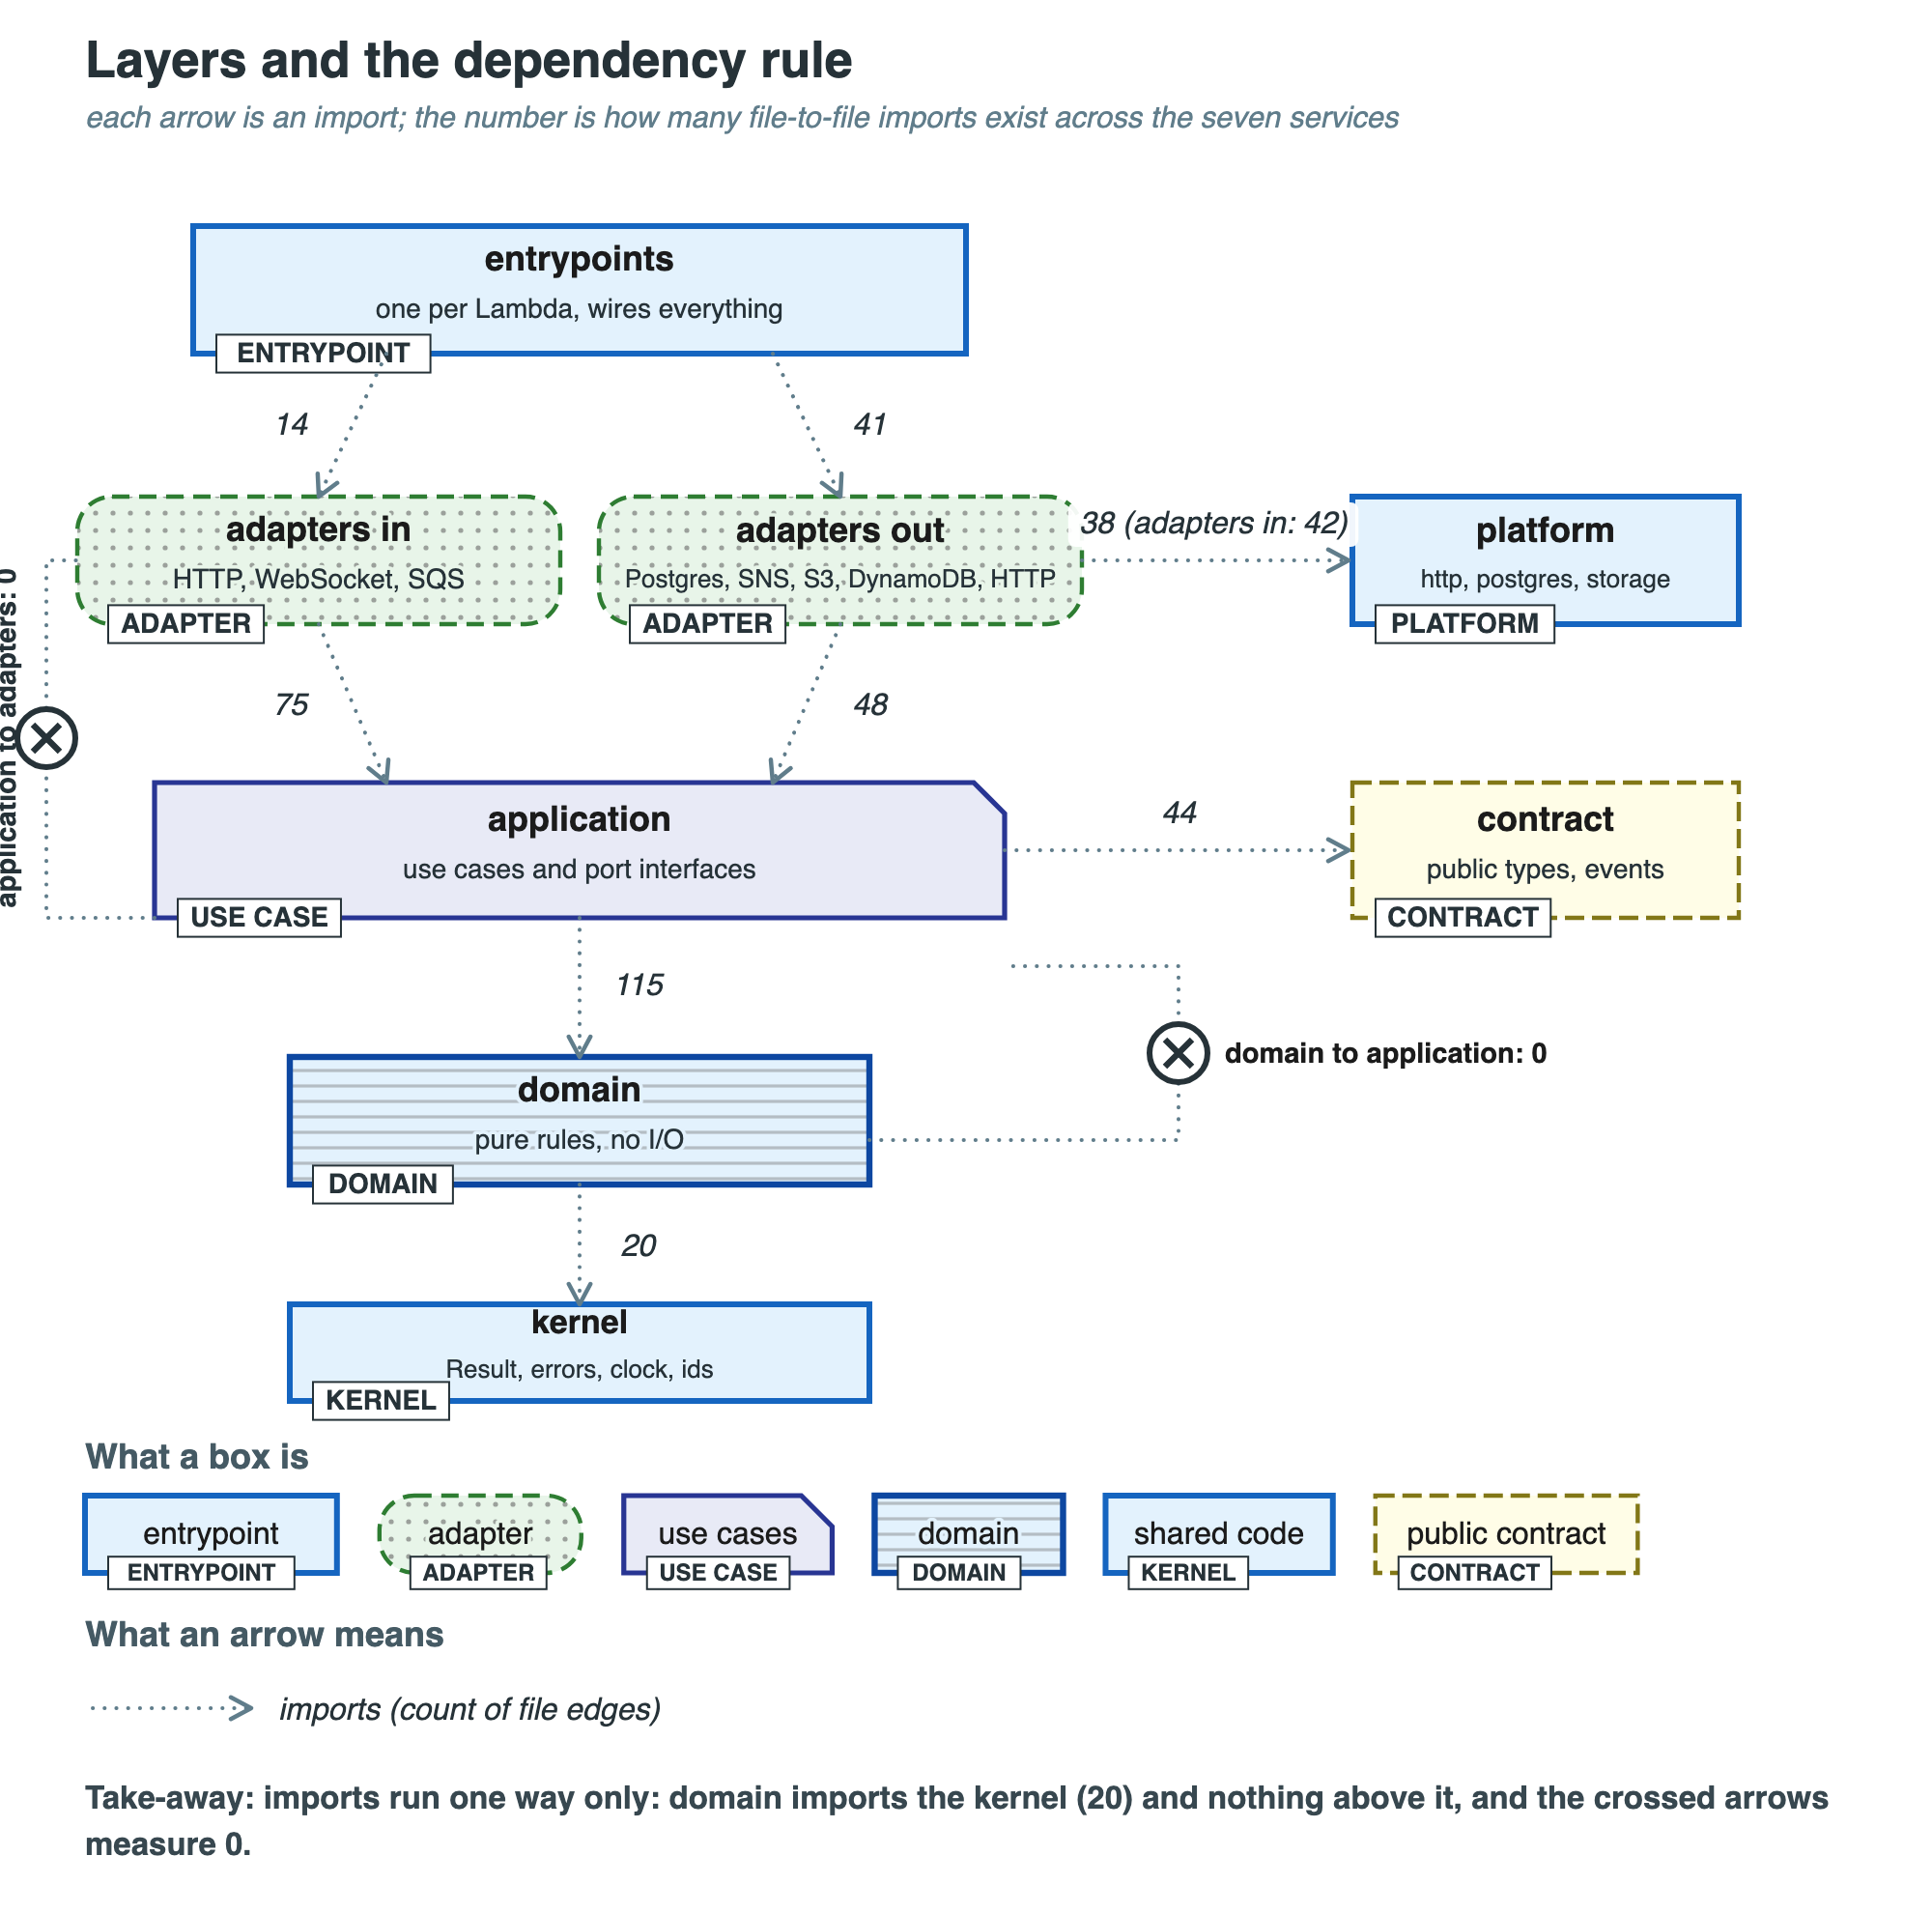 Layers and the dependency rule
each arrow is an import; the number is how many file-to-file imports exist across the seven services
entrypoints
one per Lambda, wires everything
ENTRYPOINT
14
41
adapters in
HTTP, WebSocket, SQS
ADAPTER
adapters out
Postgres, SNS, S3, DynamoDB, HTTP
ADAPTER
38 (adapters in: 42)
platform
http, postgres, storage
PLATFORM
application to adapters: 0
75
48
application
use cases and port interfaces
USE CASE
44
contract
public types, events
CONTRACT
115
domain to application: 0
domain
pure rules, no I/O
DOMAIN
20
kernel
Result, errors, clock, ids
KERNEL
What a box is
entrypoint
ENTRYPOINT
adapter
ADAPTER
use cases
USE CASE
domain
DOMAIN
shared code
KERNEL
public contract
CONTRACT
What an arrow means
imports (count of file edges)
Take-away: imports run one way only: domain imports the kernel (20) and nothing above it, and the crossed arrows
measure 0.